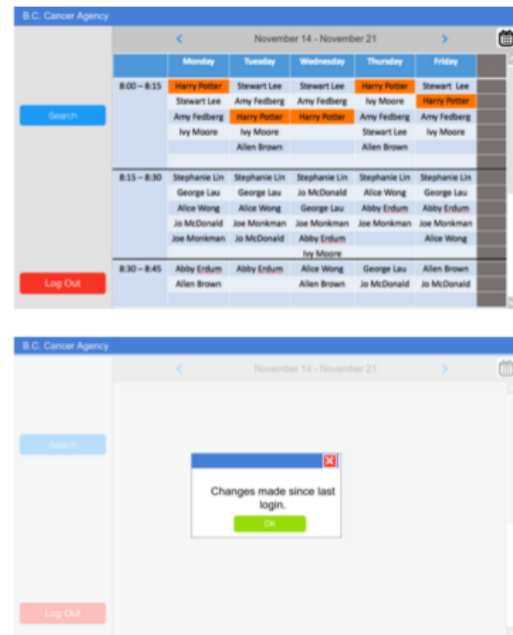 B.C. Cancer Agency
< November 14 - November 21 >
Monday Tuesday Wednesday Thursday Friday
8:00 – 8:15 Harry Potter Stewart Lee Stewart Lee Harry Potter Stewart Lee
Search Stewart Lee Amy Fedberg Amy Fedberg Ivy Moore Harry Potter
Amy Fedberg Harry Potter Harry Potter Amy Fedberg Amy Fedberg
Ivy Moore Ivy Moore Stewart Lee Ivy Moore
Allen Brown Allen Brown
8:15 – 8:30 Stephanie Lin Stephanie Lin Stephanie Lin Stephanie Lin Stephanie Lin
George Lau George Lau Jo McDonald Alice Wong George Lau
Alice Wong Alice Wong George Lau Abby Erdum Abby Erdum
Jo McDonald Joe Monkman Joe Monkman Joe Monkman Joe Monkman
Joe Monkman Jo McDonald Abby Erdum Alice Wong
Ivy Moore
8:30 – 8:45 Abby Erdum Abby Erdum Alice Wong George Lau Allen Brown
Log Out Allen Brown Allen Brown Jo McDonald Jo McDonald
B.C. Cancer Agency
< November 14 - November 21 >
Search
Changes made since last
login.
OK
Log Out